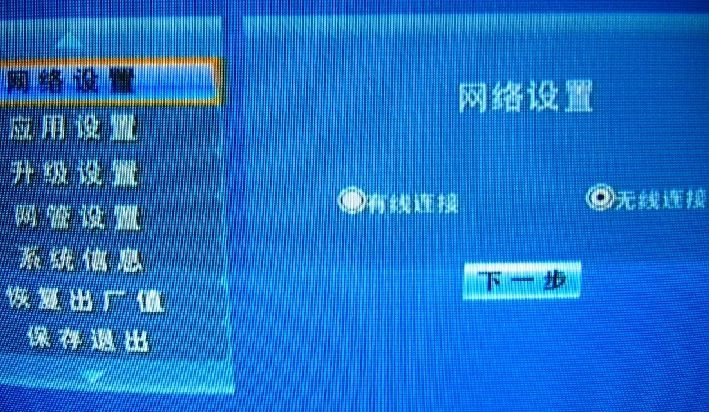 网络设置
应用设置
升级设置
网管设置
系统信息
恢复出厂值
保存退出
网络设置
有线连接
无线连接
下一步